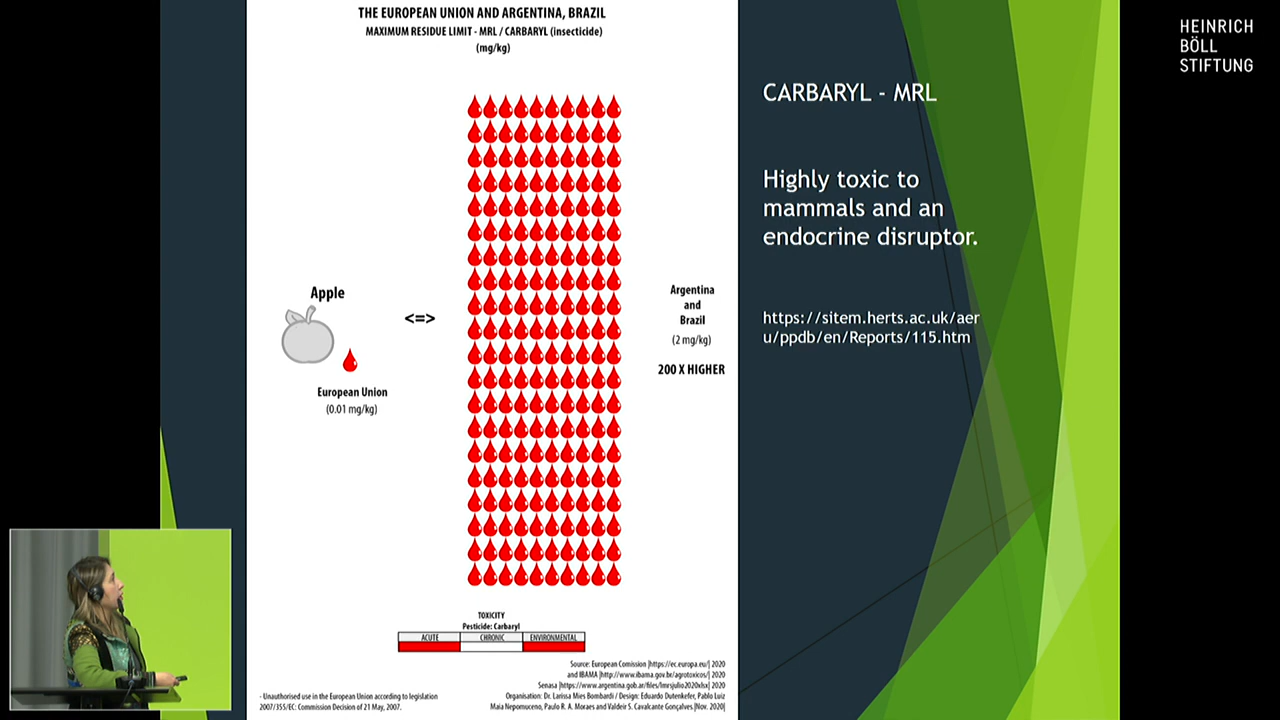 THE EUROPEAN UNION AND ARGENTINA, BRAZIL
MAXIMUM RESIDUE LIMIT - MRL / CARBARYL (insecticide)
(mg/kg)
Apple
European Union
(0.01 mg/kg)
<=>
Argentina
and
Brazil
(2 mg/kg)
200 X HIGHER
TOXICITY
Pesticide: Carbaryl
ACUTE CHRONIC ENVIRONMENTAL
Source: European Comission |https://ec.europa.eu/| 2020
and IBAMA |http://www.ibama.gov.br/agrotoxicos/| 2020
Senasa |https://www.argentina.gob.ar/files/lmrsjulio2020xlsx| 2020
Organisation: Dr. Larissa Mies Bombardi / Design: Eduardo Dutenkefer, Pablo Luiz
Maia Nepomuceno, Paulo R. A. Moraes and Valdeir S. Cavalcante Gonçalves.|Nov. 2020|
- Unauthorised use in the European Union according to legislation
2007/355/EC: Commission Decision of 21 May, 2007.
CARBARYL - MRL
Highly toxic to
mammals and an
endocrine disruptor.
https://sitem.herts.ac.uk/aer
u/ppdb/en/Reports/115.htm
HEINRICH
BÖLL
STIFTUNG